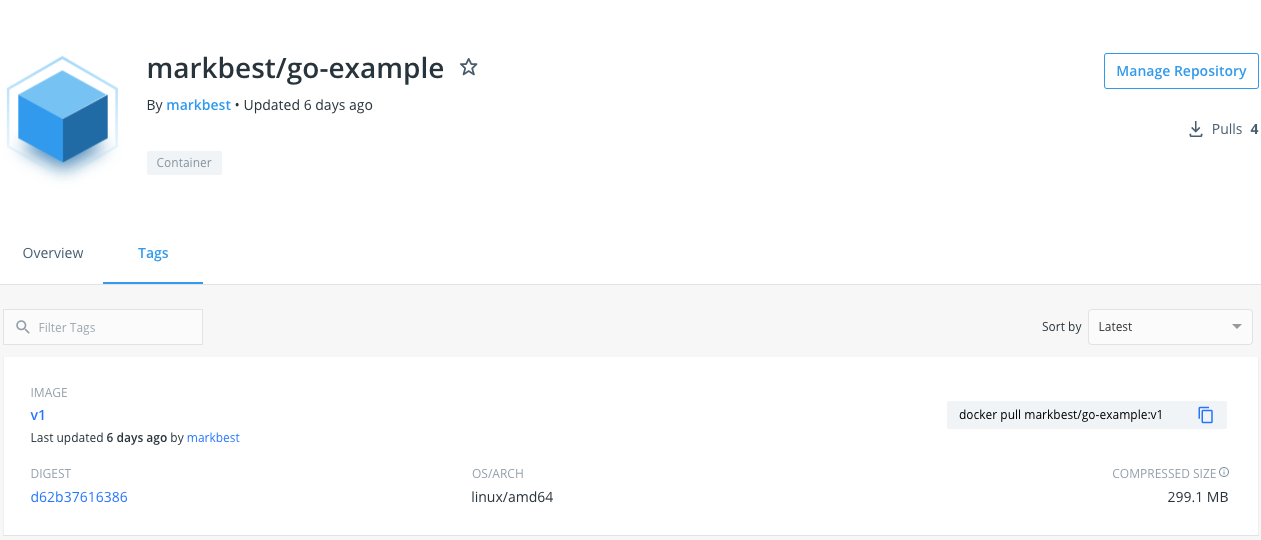 markbest/go-example
Manage Repository
By markbest • Updated 6 days ago
Pulls 4
Container
Overview Tags
Filter Tags Sort by Latest
IMAGE
v1 docker pull markbest/go-example:v1
Last updated 6 days ago by markbest
DIGEST OS/ARCH COMPRESSED SIZE
d62b37616386 linux/amd64 299.1 MB